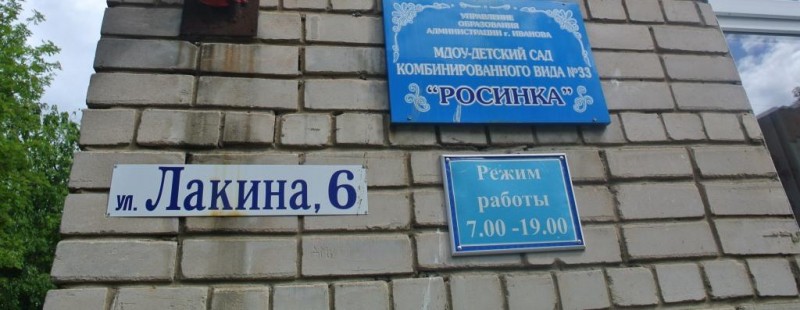 УПРАВЛЕНИЕ
ОБРАЗОВАНИЯ
АДМИНИСТРАЦИИ г. ИВАНОВА
МДОУ-ДЕТСКИЙ САД
КОМБИНИРОВАННОГО ВИДА №33
"РОСИНКА"
ул. Лакина, 6
Режим
работы
7.00 -19.00